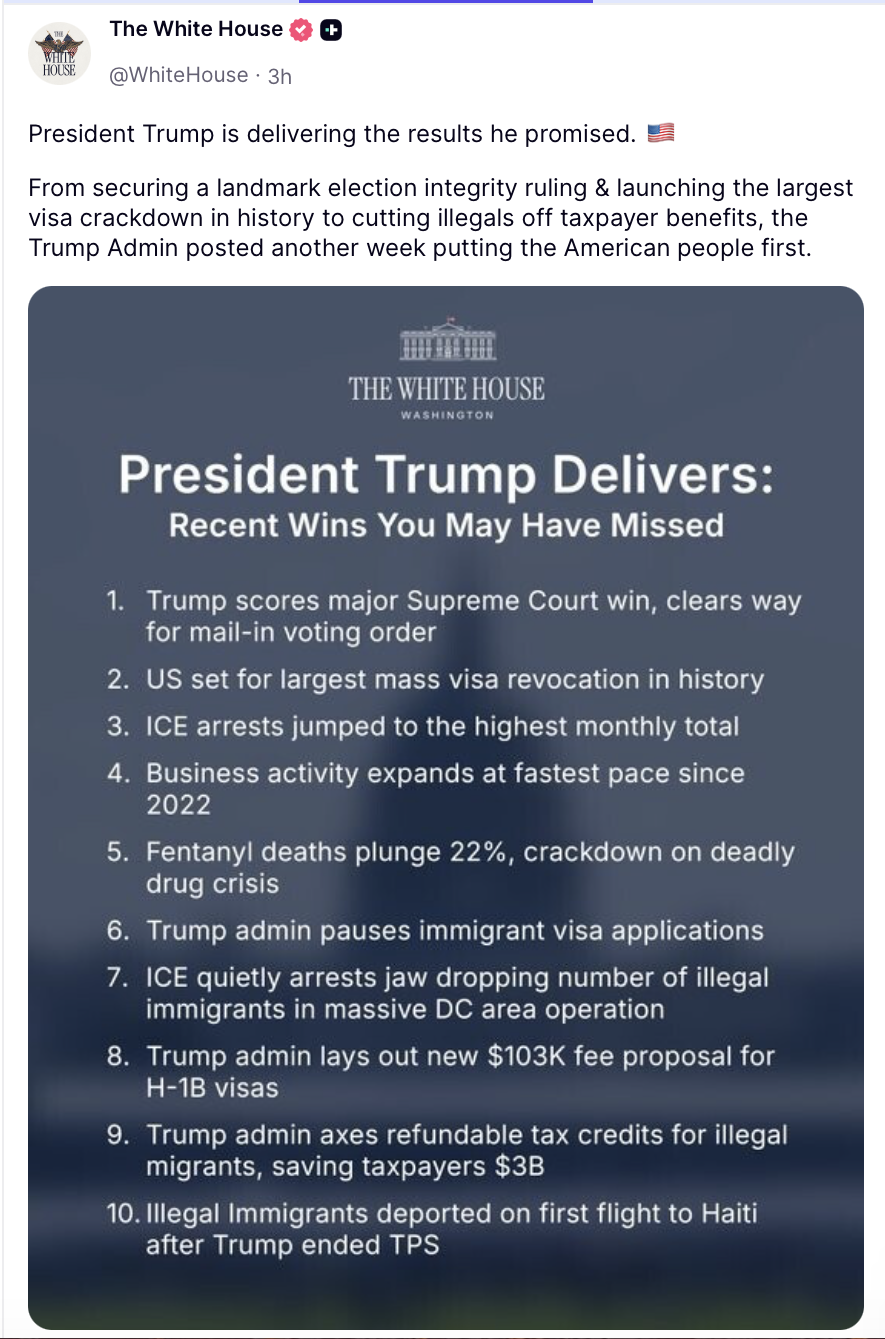 The White House
@WhiteHouse · 3h
President Trump is delivering the results he promised. 🇺🇸
From securing a landmark election integrity ruling & launching the largest
visa crackdown in history to cutting illegals off taxpayer benefits, the
Trump Admin posted another week putting the American people first.
THE
WHITE
HOUSE
THE WHITE HOUSE
WASHINGTON
President Trump Delivers:
Recent Wins You May Have Missed
1. Trump scores major Supreme Court win, clears way
for mail-in voting order
2. US set for largest mass visa revocation in history
3. ICE arrests jumped to the highest monthly total
4. Business activity expands at fastest pace since
2022
5. Fentanyl deaths plunge 22%, crackdown on deadly
drug crisis
6. Trump admin pauses immigrant visa applications
7. ICE quietly arrests jaw dropping number of illegal
immigrants in massive DC area operation
8. Trump admin lays out new $103K fee proposal for
H-1B visas
9. Trump admin axes refundable tax credits for illegal
migrants, saving taxpayers $3B
10. Illegal Immigrants deported on first flight to Haiti
after Trump ended TPS